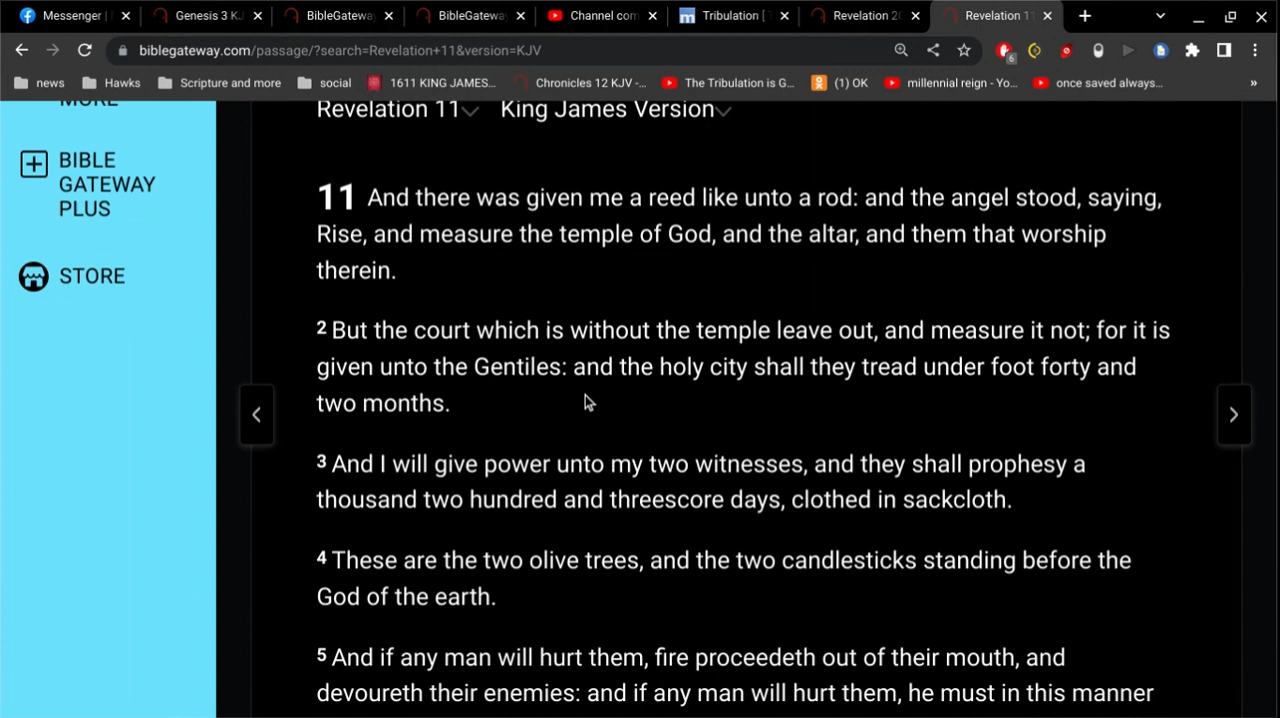 Messenger |
Genesis 3 KJ
BibleGateway
BibleGateway
Channel com
Tribulation [
Revelation 20
Revelation 11
biblegateway.com/passage/?search=Revelation+11&version=KJV
6
news
Hawks
Scripture and more
social
1611 KING JAMES...
Chronicles 12 KJV -...
The Tribulation is G...
(1) OK
millennial reign - Yo...
once saved always...
»
MORE
BIBLE
GATEWAY
PLUS
STORE
Revelation 11 King James Version
11 And there was given me a reed like unto a rod: and the angel stood, saying,
Rise, and measure the temple of God, and the altar, and them that worship
therein.
2 But the court which is without the temple leave out, and measure it not; for it is
given unto the Gentiles: and the holy city shall they tread under foot forty and
two months.
3 And I will give power unto my two witnesses, and they shall prophesy a
thousand two hundred and threescore days, clothed in sackcloth.
4 These are the two olive trees, and the two candlesticks standing before the
God of the earth.
5 And if any man will hurt them, fire proceedeth out of their mouth, and
devoureth their enemies: and if any man will hurt them, he must in this manner